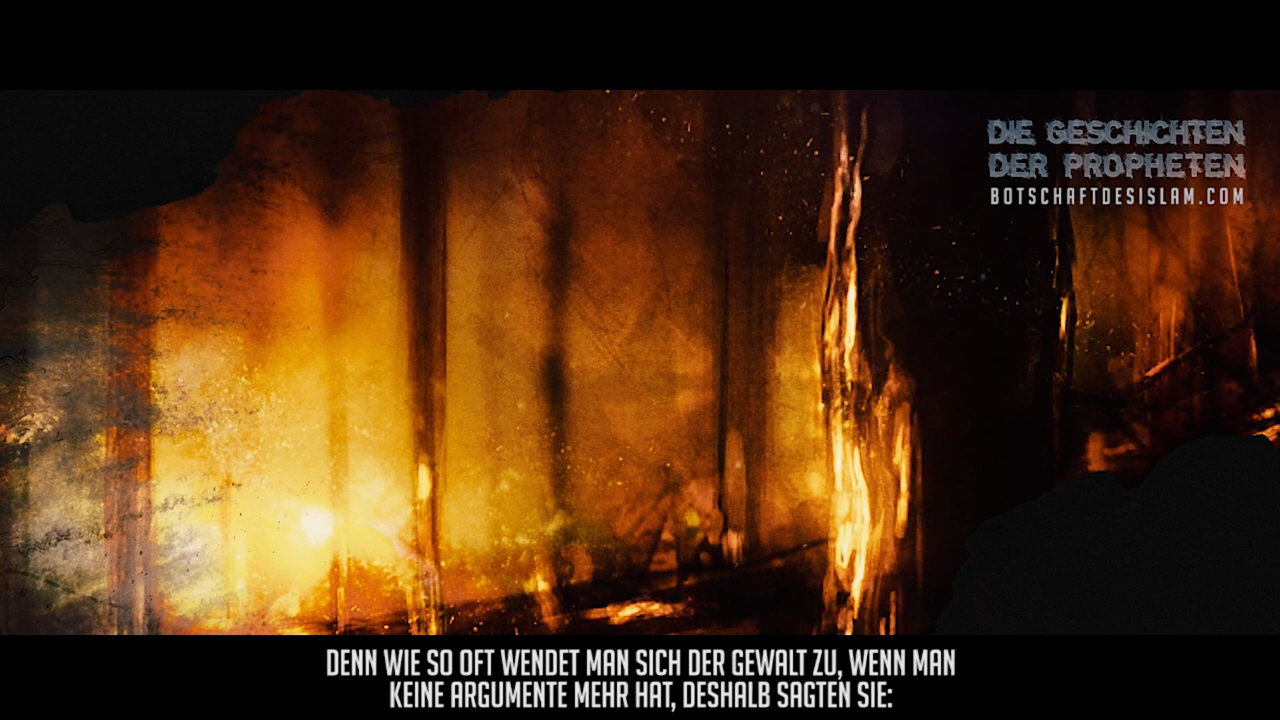 DIE GESCHICHTEN
DER PROPHETEN
BOTSCHAFTDESISLAM.COM
DENN WIE SO OFT WENDET MAN SICH DER GEWALT ZU, WENN MAN
KEINE ARGUMENTE MEHR HAT, DESHALB SAGTEN SIE: